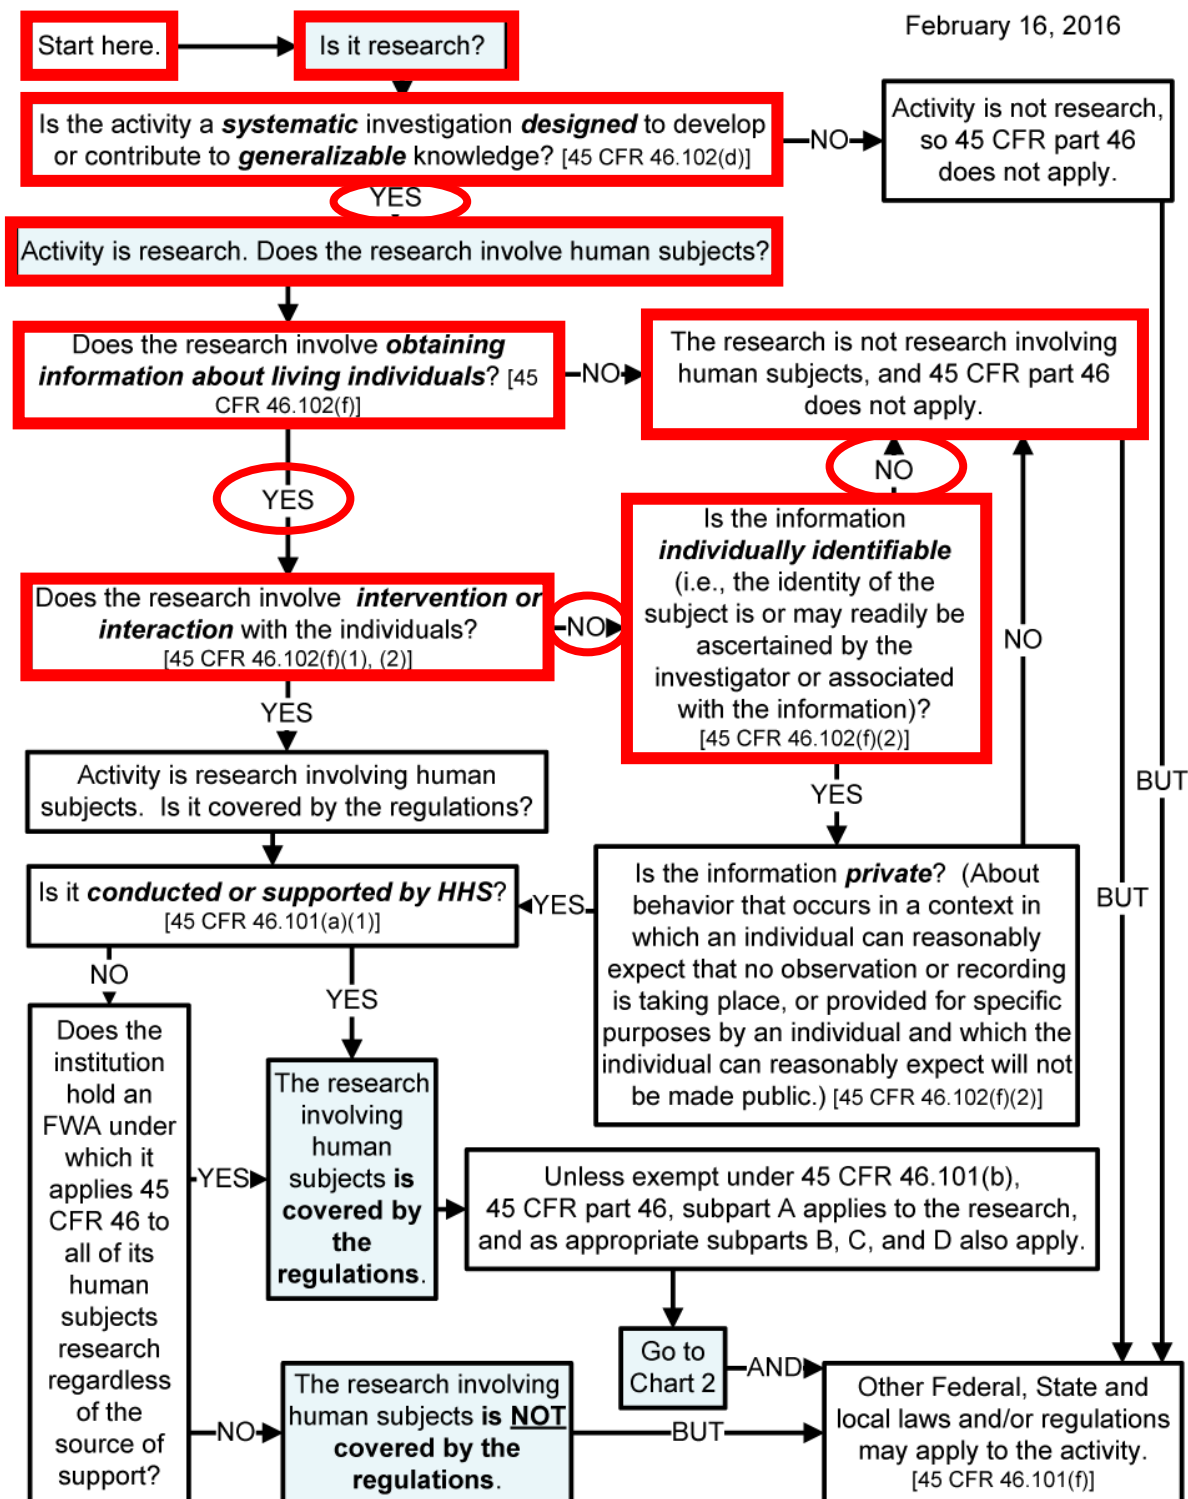 February 16, 2016
Start here.
Is it research?
Is the activity a systematic investigation designed to develop
or contribute to generalizable knowledge? [45 CFR 46.102(d)]
NO
Activity is not research,
so 45 CFR part 46
does not apply.
YES
Activity is research. Does the research involve human subjects?
Does the research involve obtaining
information about living individuals? [45
CFR 46.102(f)]
NO
The research is not research involving
human subjects, and 45 CFR part 46
does not apply.
YES
NO
Does the research involve intervention or
interaction with the individuals?
[45 CFR 46.102(f)(1), (2)]
NO
Is the information
individually identifiable
(i.e., the identity of the
subject is or may readily be
ascertained by the
investigator or associated
with the information)?
[45 CFR 46.102(f)(2)]
NO
YES
YES
BUT
Activity is research involving human
subjects. Is it covered by the regulations?
Is it conducted or supported by HHS?
[45 CFR 46.101(a)(1)]
YES
Is the information private? (About
behavior that occurs in a context in
which an individual can reasonably
expect that no observation or recording
is taking place, or provided for specific
purposes by an individual and which the
individual can reasonably expect will not
be made public.) [45 CFR 46.102(f)(2)]
BUT
NO
YES
Does the
institution
hold an
FWA under
which it
applies 45
CFR 46 to
all of its
human
subjects
research
regardless
of the
source of
support?
YES
The research
involving
human
subjects is
covered by
the
regulations.
Unless exempt under 45 CFR 46.101(b),
45 CFR part 46, subpart A applies to the research,
and as appropriate subparts B, C, and D also apply.
Go to
Chart 2
AND
NO
The research involving
human subjects is NOT
covered by the
regulations.
BUT
Other Federal, State and
local laws and/or regulations
may apply to the activity.
[45 CFR 46.101(f)]